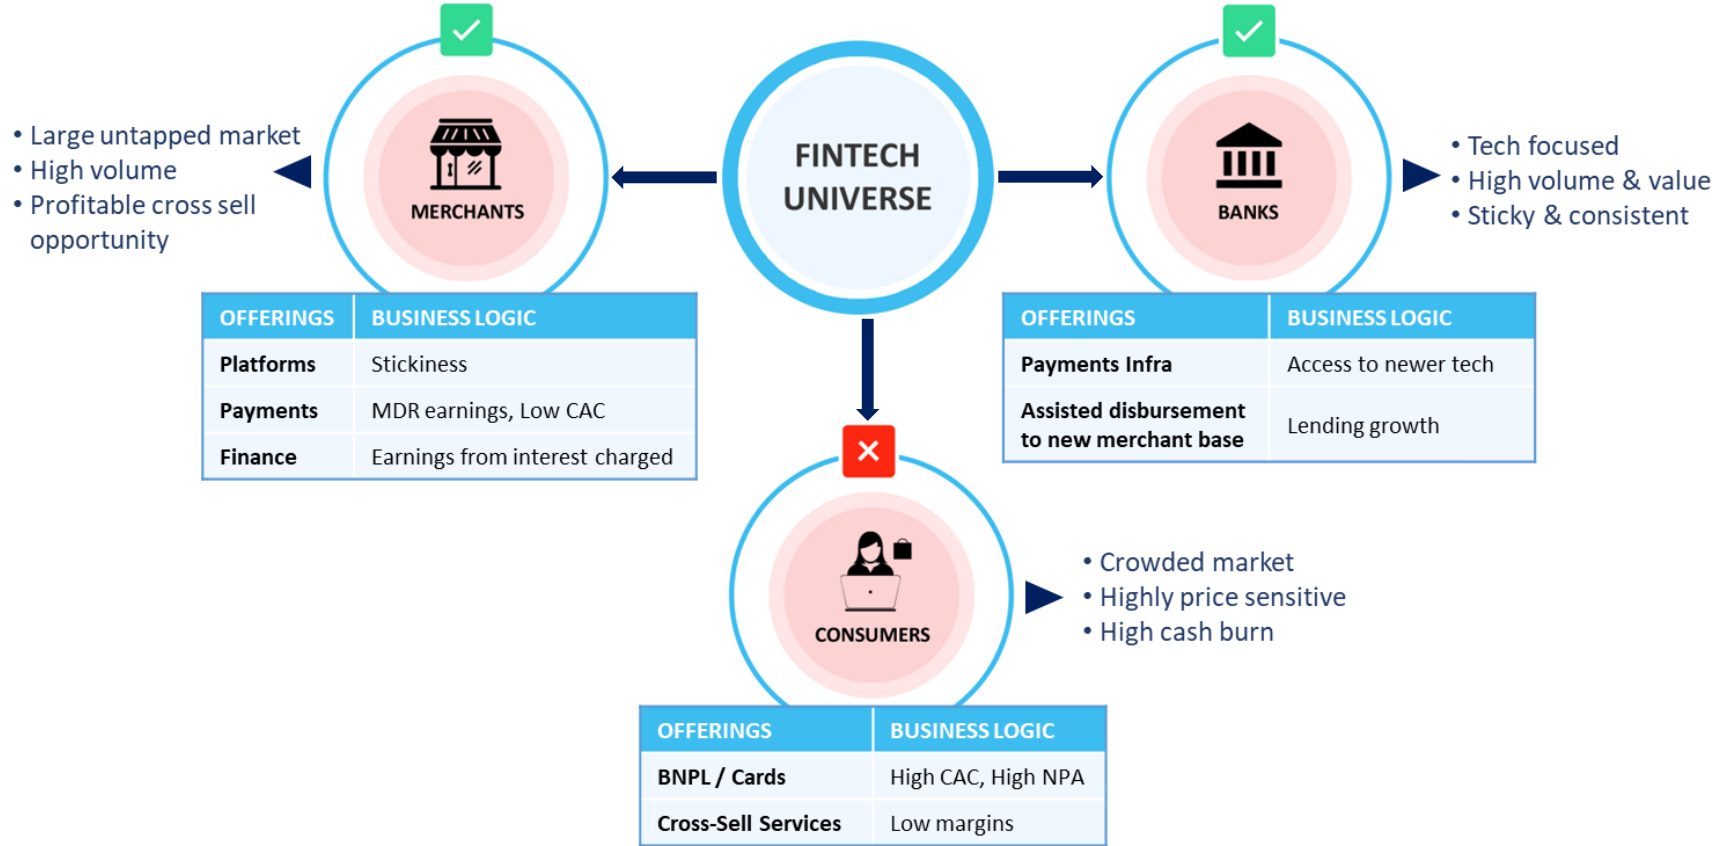 FINTECH
UNIVERSE
MERCHANTS
• Large untapped market
• High volume
• Profitable cross sell
opportunity
OFFERINGS BUSINESS LOGIC
Platforms Stickiness
Payments MDR earnings, Low CAC
Finance Earnings from interest charged
BANKS
• Tech focused
• High volume & value
• Sticky & consistent
OFFERINGS BUSINESS LOGIC
Payments Infra Access to newer tech
Assisted disbursement
to new merchant base Lending growth
CONSUMERS
• Crowded market
• Highly price sensitive
• High cash burn
OFFERINGS BUSINESS LOGIC
BNPL / Cards High CAC, High NPA
Cross-Sell Services Low margins